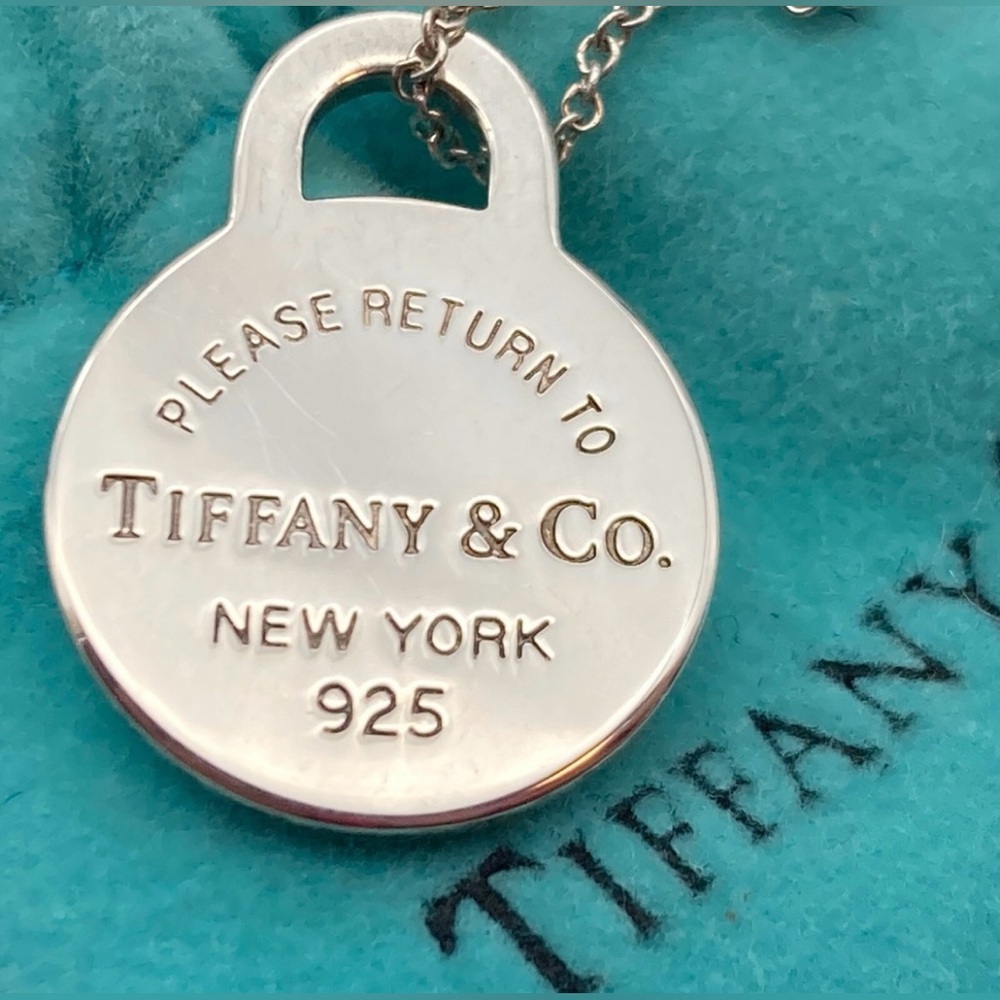 PLEASE RETURN TO
TIFFANY & CO.
NEW YORK
925
TIFFANY